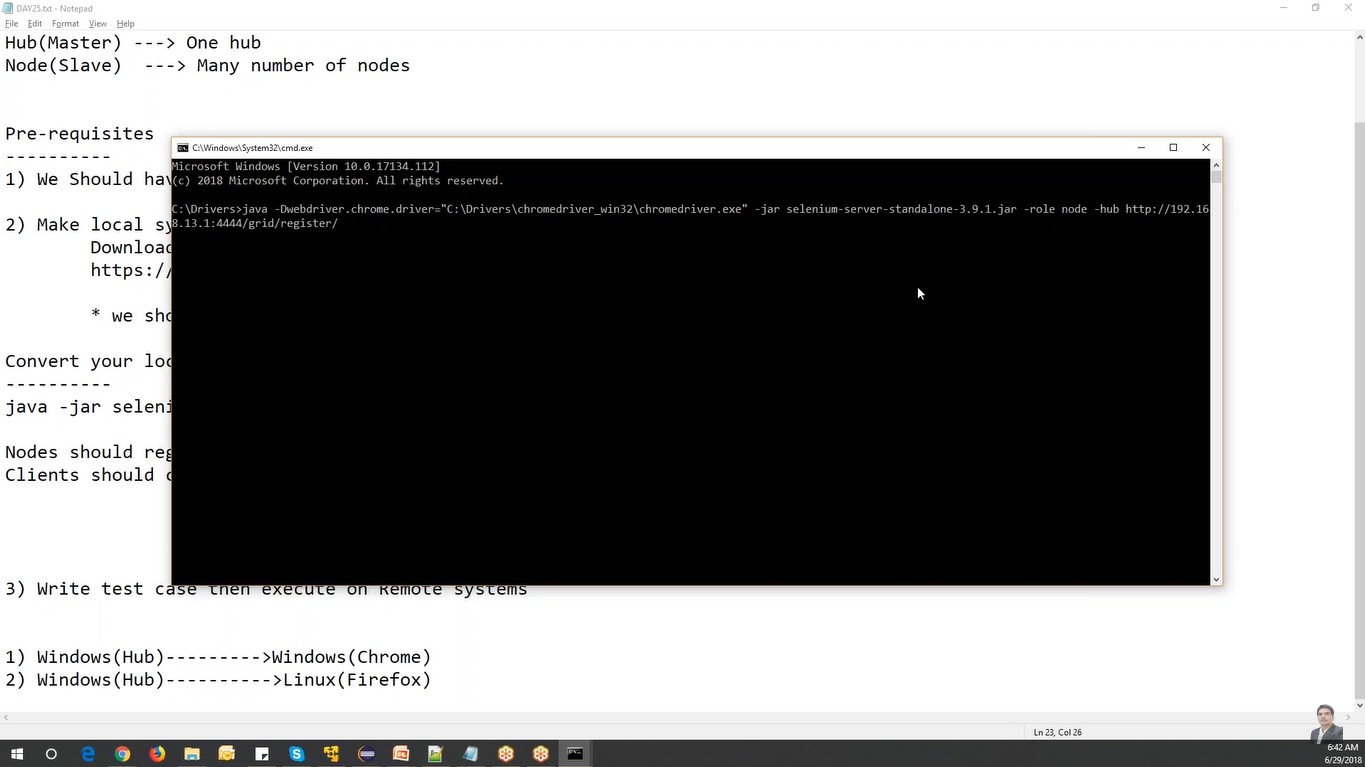 DAY25.txt - Notepad
File Edit Format View Help
Hub(Master) ---> One hub
Node(Slave) ---> Many number of nodes
Pre-requisites
----------
1) We Should hav
2) Make local sy
Download
https://
* we sho
Convert your loc
----------
java -jar seleni
Nodes should reg
Clients should c
C:\Windows\System32\cmd.exe
Microsoft Windows [Version 10.0.17134.112]
(c) 2018 Microsoft Corporation. All rights reserved.
C:\Drivers>java -Dwebdriver.chrome.driver="C:\Drivers\chromedriver_win32\chromedriver.exe" -jar selenium-server-standalone-3.9.1.jar -role node -hub http://192.16
8.13.1:4444/grid/register/
3) Write test case then execute on Remote systems
1) Windows(Hub)--------->Windows(Chrome)
2) Windows(Hub)---------->Linux(Firefox)
Ln 23, Col 26
6:42 AM
6/29/2018